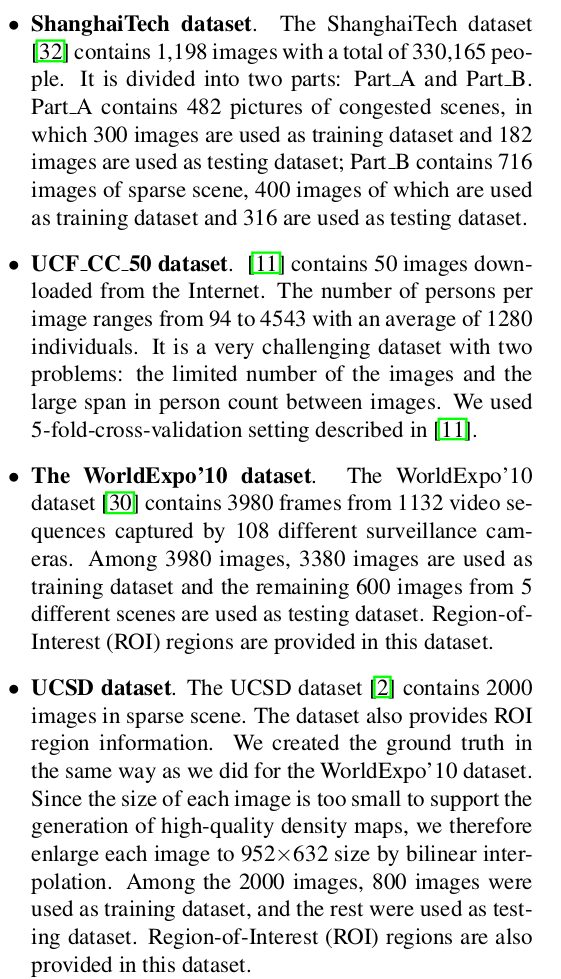 • ShanghaiTech dataset. The ShanghaiTech dataset
[32] contains 1,198 images with a total of 330,165 peo-
ple. It is divided into two parts: Part_A and Part_B.
Part_A contains 482 pictures of congested scenes, in
which 300 images are used as training dataset and 182
images are used as testing dataset; Part_B contains 716
images of sparse scene, 400 images of which are used
as training dataset and 316 are used as testing dataset.
• UCF_CC_50 dataset. [11] contains 50 images down-
loaded from the Internet. The number of persons per
image ranges from 94 to 4543 with an average of 1280
individuals. It is a very challenging dataset with two
problems: the limited number of the images and the
large span in person count between images. We used
5-fold-cross-validation setting described in [11].
• The WorldExpo'10 dataset. The WorldExpo'10
dataset [30] contains 3980 frames from 1132 video se-
quences captured by 108 different surveillance cam-
eras. Among 3980 images, 3380 images are used as
training dataset and the remaining 600 images from 5
different scenes are used as testing dataset. Region-of-
Interest (ROI) regions are provided in this dataset.
• UCSD dataset. The UCSD dataset [2] contains 2000
images in sparse scene. The dataset also provides ROI
region information. We created the ground truth in
the same way as we did for the WorldExpo'10 dataset.
Since the size of each image is too small to support the
generation of high-quality density maps, we therefore
enlarge each image to 952×632 size by bilinear inter-
polation. Among the 2000 images, 800 images were
used as training dataset, and the rest were used as test-
ing dataset. Region-of-Interest (ROI) regions are also
provided in this dataset.